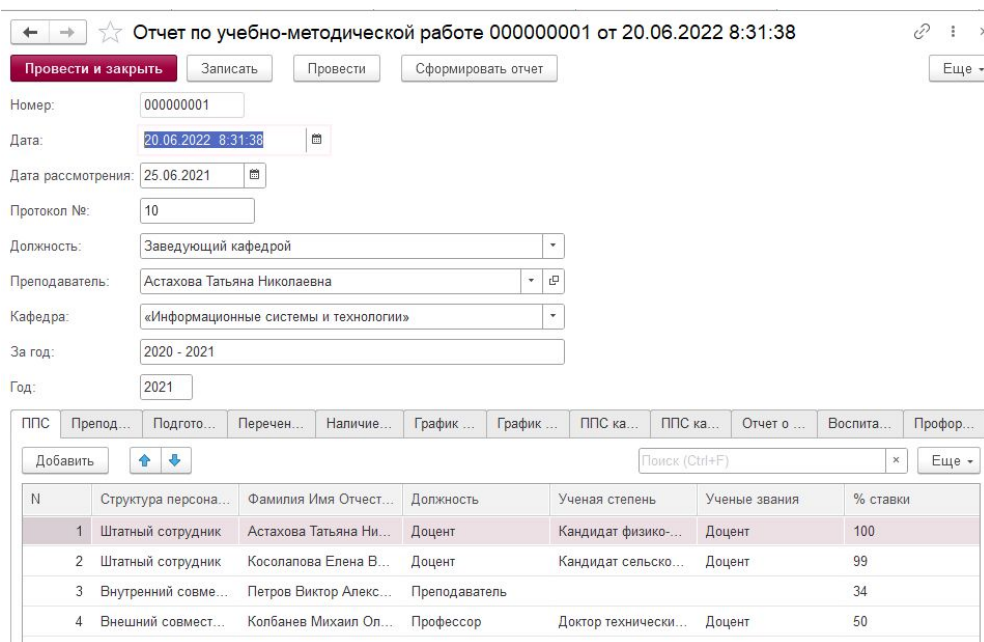 Отчет по учебно-методической работе 000000001 от 20.06.2022 8:31:38
Провести и закрыть Записать Провести Сформировать отчет Еще
Номер: 000000001
Дата: 20.06.2022 8:31:38
Дата рассмотрения: 25.06.2021
Протокол №: 10
Должность: Заведующий кафедрой
Преподаватель: Астахова Татьяна Николаевна
Кафедра: «Информационные системы и технологии»
За год: 2020 - 2021
Год: 2021
ППС Препод... Подгото... Перечен... Наличие... График ... График ... ППС ка... ППС ка... Отчет о ... Воспита... Профор...
Добавить Поиск (Ctrl+F) × Еще
N Структура персона... Фамилия Имя Отчест... Должность Ученая степень Ученые звания % ставки
1 Штатный сотрудник Астахова Татьяна Ни... Доцент Кандидат физико-... Доцент 100
2 Штатный сотрудник Косолапова Елена В... Доцент Кандидат сельско... Доцент 99
3 Внутренний совме... Петров Виктор Алекс... Преподаватель 34
4 Внешний совмест... Колбанев Михаил Ол... Профессор Доктор технически... Доцент 50